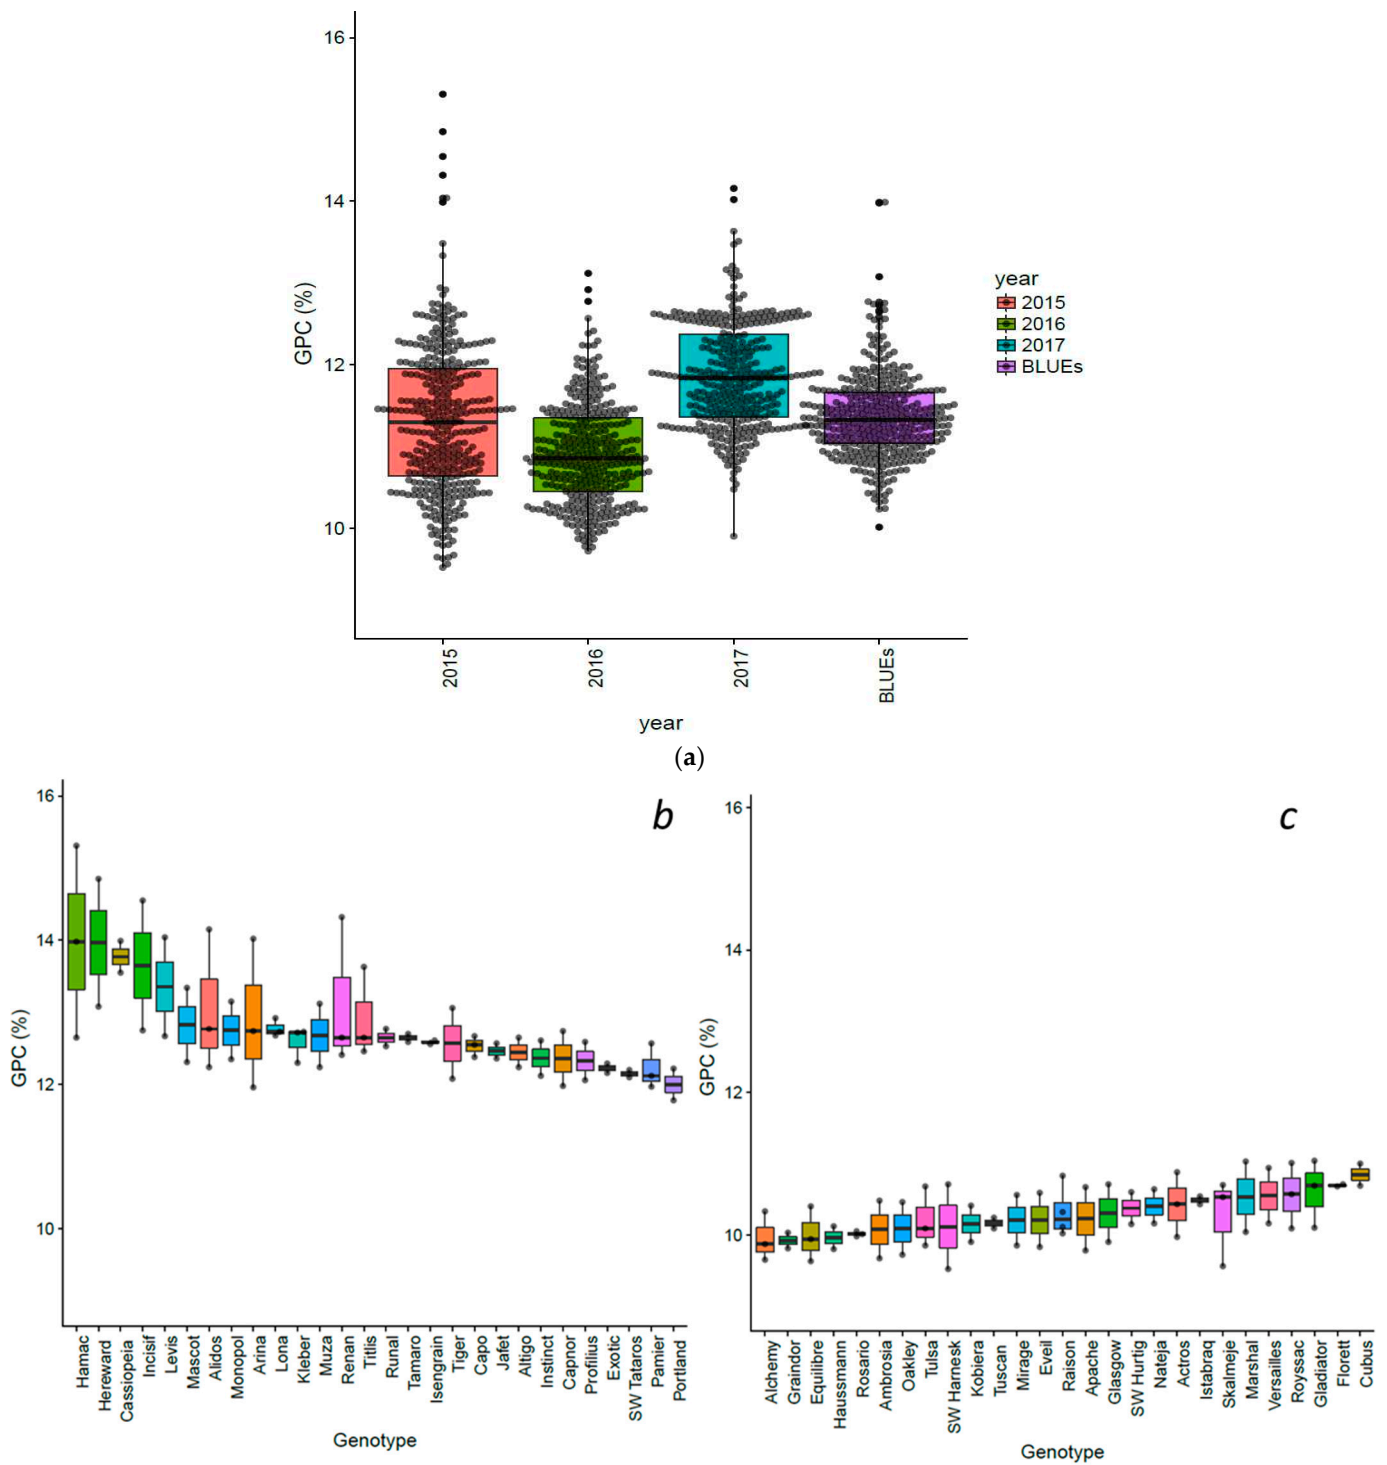 16
14
12
10
GPC (%)
2015
2016
2017
BLUEs
year
year
2015
2016
2017
BLUEs
(a)
b
16
14
12
10
GPC (%)
Hamac
Hereward
Cassiopeia
Incisif
Levis
Mascot
Alidos
Monopol
Arina
Lona
Kleber
Muza
Renan
Titlis
Runal
Tamaro
Isengrain
Tiger
Capo
Jafet
Altigo
Instinct
Capnor
Profilius
Exotic
SW Tataros
Pamier
Portland
Genotype
c
16
14
12
10
GPC (%)
Alchemy
Graindor
Equilibre
Haussmann
Rosario
Ambrosia
Oakley
Tulsa
SW Harnesk
Kobiera
Tuscan
Mirage
Eveil
Raison
Apache
Glasgow
SW Hurtig
Nateja
Actros
Istabraq
Skalmeje
Marshal
Versailles
Royssac
Gladiator
Florett
Cubus
Genotype